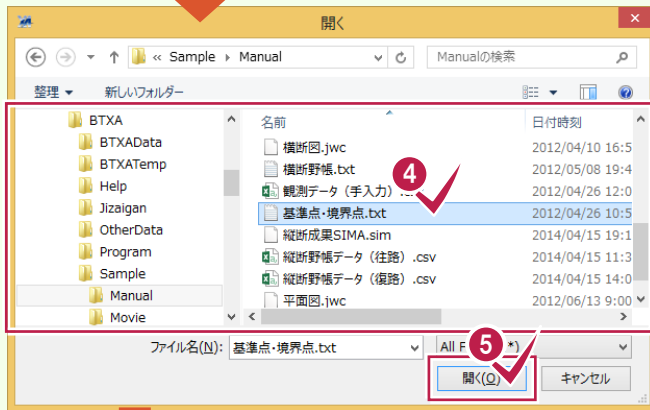 開く
« Sample Manual
Manualの検索
整理 新しいフォルダー
BTXA
BTXAData
BTXATemp
Help
Jizaigan
OtherData
Program
Sample
Manual
Movie
名前 日付時刻
横断図.jwc 2012/04/10 16:5
横断野帳.txt 2012/05/08 19:4
観測データ（手入力） 2012/04/26 12:0
基準点・境界点.txt 2012/04/26 10:5
縦断成果SIMA.sim 2014/04/15 19:1
縦断野帳データ（往路）.csv 2014/04/15 11:3
縦断野帳データ（復路）.csv 2014/04/15 14:0
平面図.jwc 2012/06/13 9:00
4
ファイル名(N): 基準点・境界点.txt All F *)
5
開く(O) キャンセル